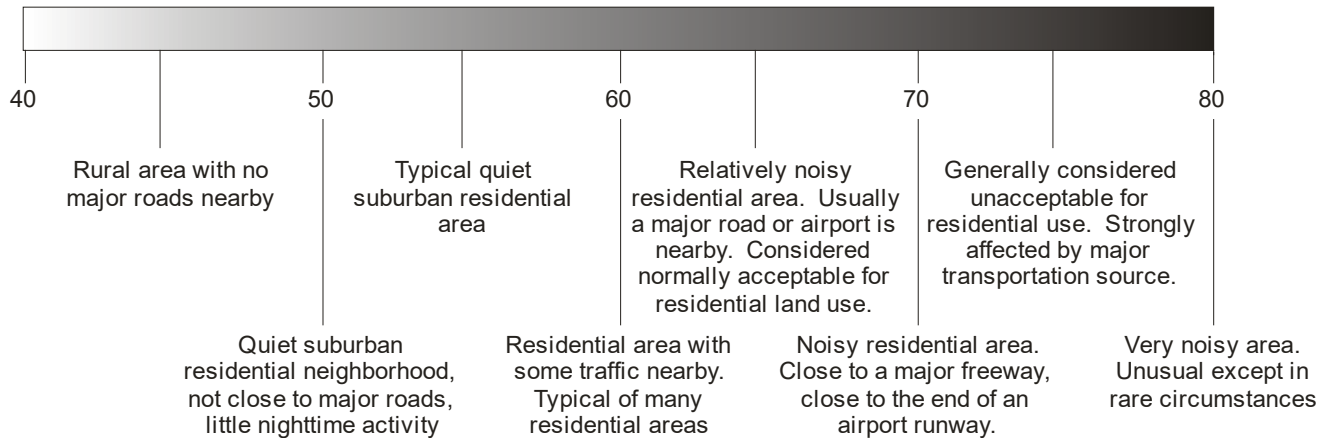 40
50
60
70
80
Rural area with no
major roads nearby
Typical quiet
suburban residential
area
Relatively noisy
residential area.  Usually
a major road or airport is
nearby.  Considered
normally acceptable for
residential land use.
Generally considered
unacceptable for
residential use.  Strongly
affected by major
transportation source.
Quiet suburban
residential neighborhood,
not close to major roads,
little nighttime activity
Residential area with
some traffic nearby.
Typical of many
residential areas
Noisy residential area.
Close to a major freeway,
close to the end of an
airport runway.
Very noisy area.
Unusual except in
rare circumstances